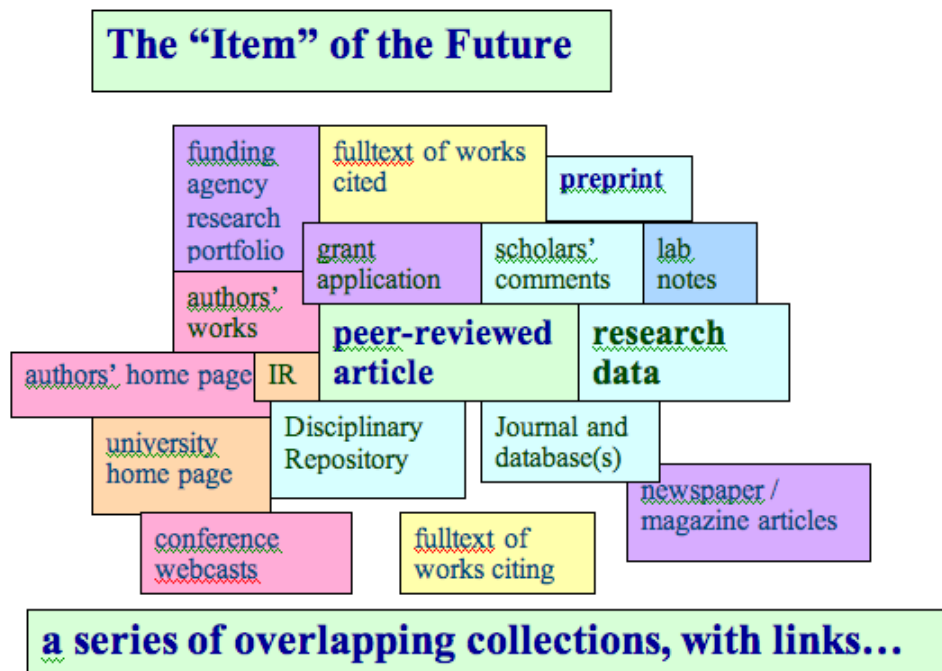 The “Item” of the Future
funding
agency
research
portfolio
fulltext of works
cited
preprint
grant
application
scholars’
comments
lab
notes
authors’
works
peer-reviewed
article
research
data
authors’ home page
IR
university
home page
Disciplinary
Repository
Journal and
database(s)
newspaper /
magazine articles
conference
webcasts
fulltext of
works citing
a series of overlapping collections, with links…